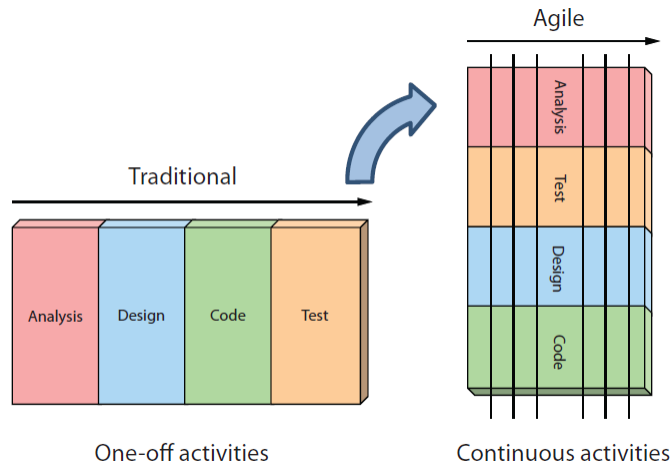 Traditional
Analysis
Design
Code
Test
One-off activities
Agile
Analysis
Test
Design
Code
Continuous activities